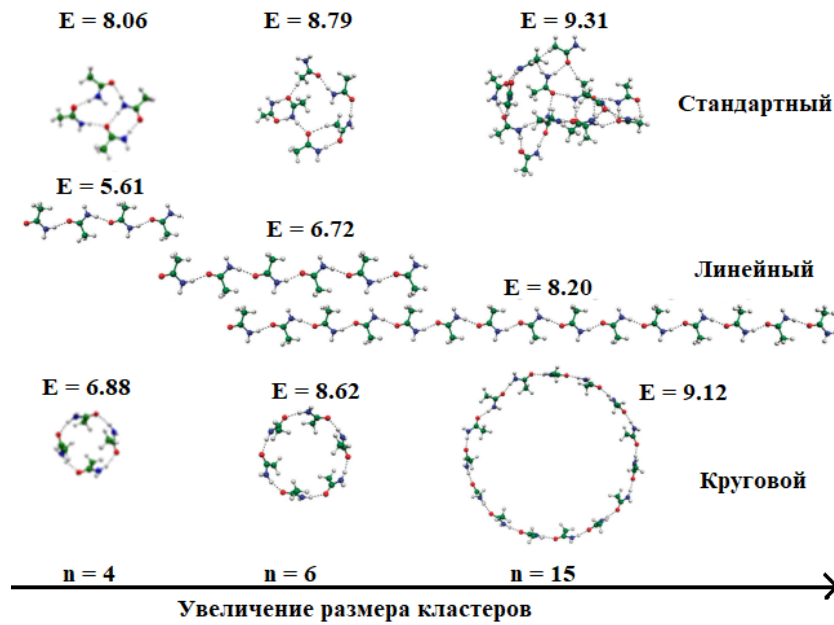 E = 8.06
E = 8.79
E = 9.31
Стандартный
E = 5.61
E = 6.72
Линейный
E = 8.20
E = 6.88
E = 8.62
E = 9.12
Круговой
n = 4
n = 6
n = 15
Увеличение размера кластеров